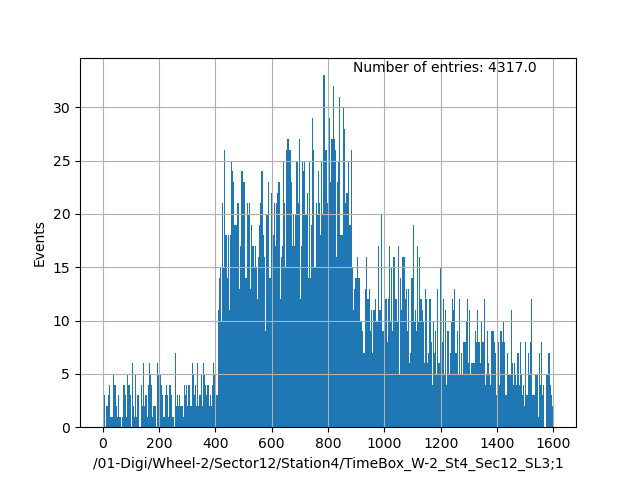 Number of entries: 4317.0
30
25
20
15
10
5
0
Events
0 200 400 600 800 1000 1200 1400 1600
/01-Digi/Wheel-2/Sector12/Station4/TimeBox_W-2_St4_Sec12_SL3;1